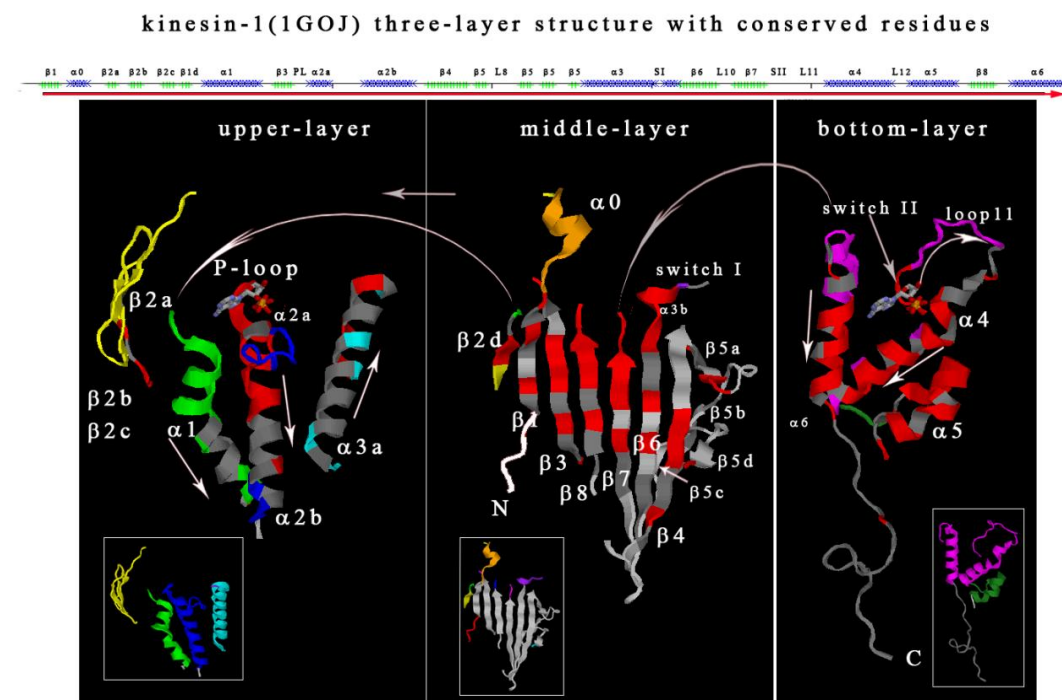 kinesin-1(1GOJ) three-layer structure with conserved residues
β1 α0 β2a β2b β2c β1d α1 β3 PL α2a α2b β4 β5 L8 β5 β5 β5 α3 SI β6 L10 β7 SII L11 α4 L12 α5 β8 α6
upper-layer middle-layer bottom-layer
α0
switch II
loop11
P-loop
switch I
β2a
α2a
α3b
α4
β2d
β5a
β2b
β1
β5b
β2c
α1
α3a
β6
α6
α5
β3
β5d
β8
β7
β5c
N
α2b
β4
C